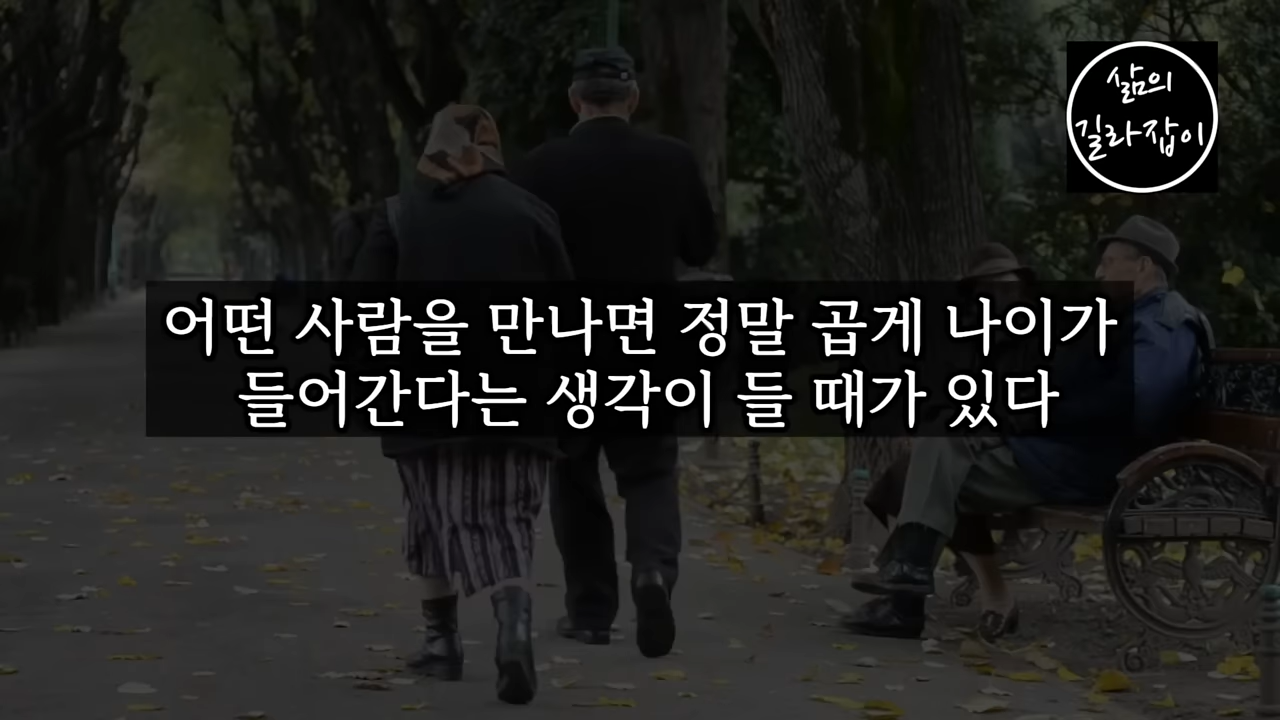 삶의
길라잡이
어떤 사람을 만나면 정말 곱게 나이가
들어간다는 생각이 들 때가 있다